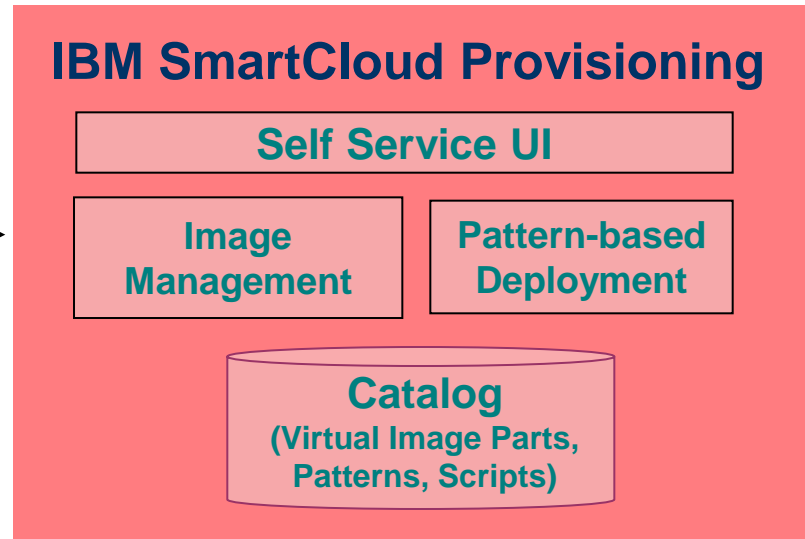 IBM SmartCloud Provisioning
Self Service UI
Image
Management
Pattern-based
Deployment
Catalog
(Virtual Image Parts,
Patterns, Scripts)